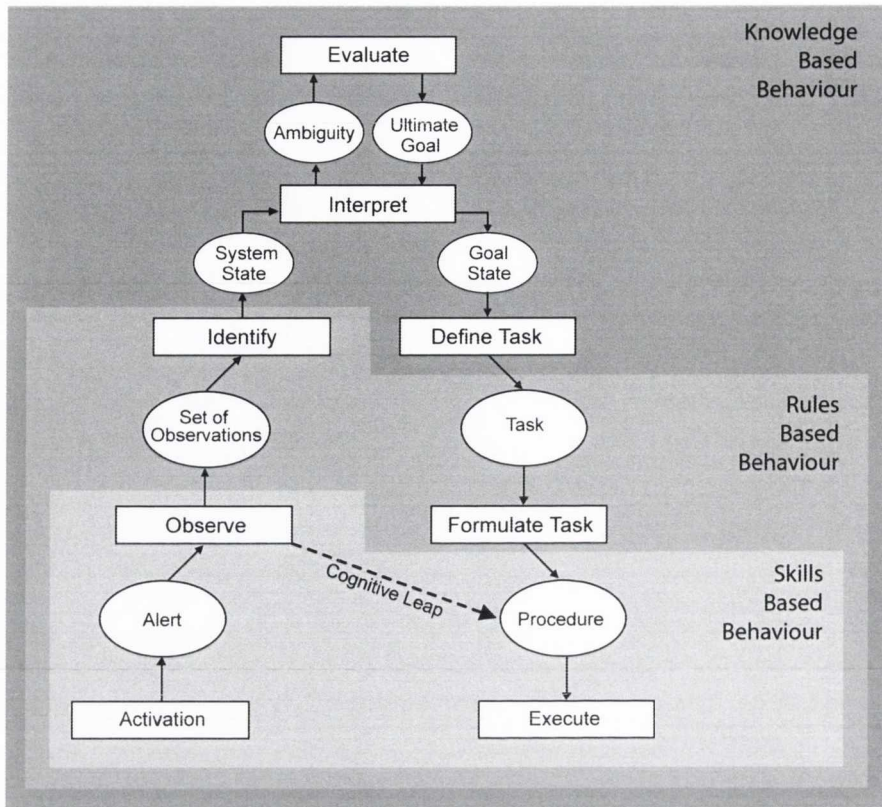 Knowledge
Based
Behaviour
Evaluate
Ambiguity
Ultimate
Goal
Interpret
System
State
Goal
State
Identify
Define Task
Set of
Observations
Task
Rules
Based
Behaviour
Observe
Formulate Task
Cognitive Leap
Alert
Procedure
Skills
Based
Behaviour
Activation
Execute